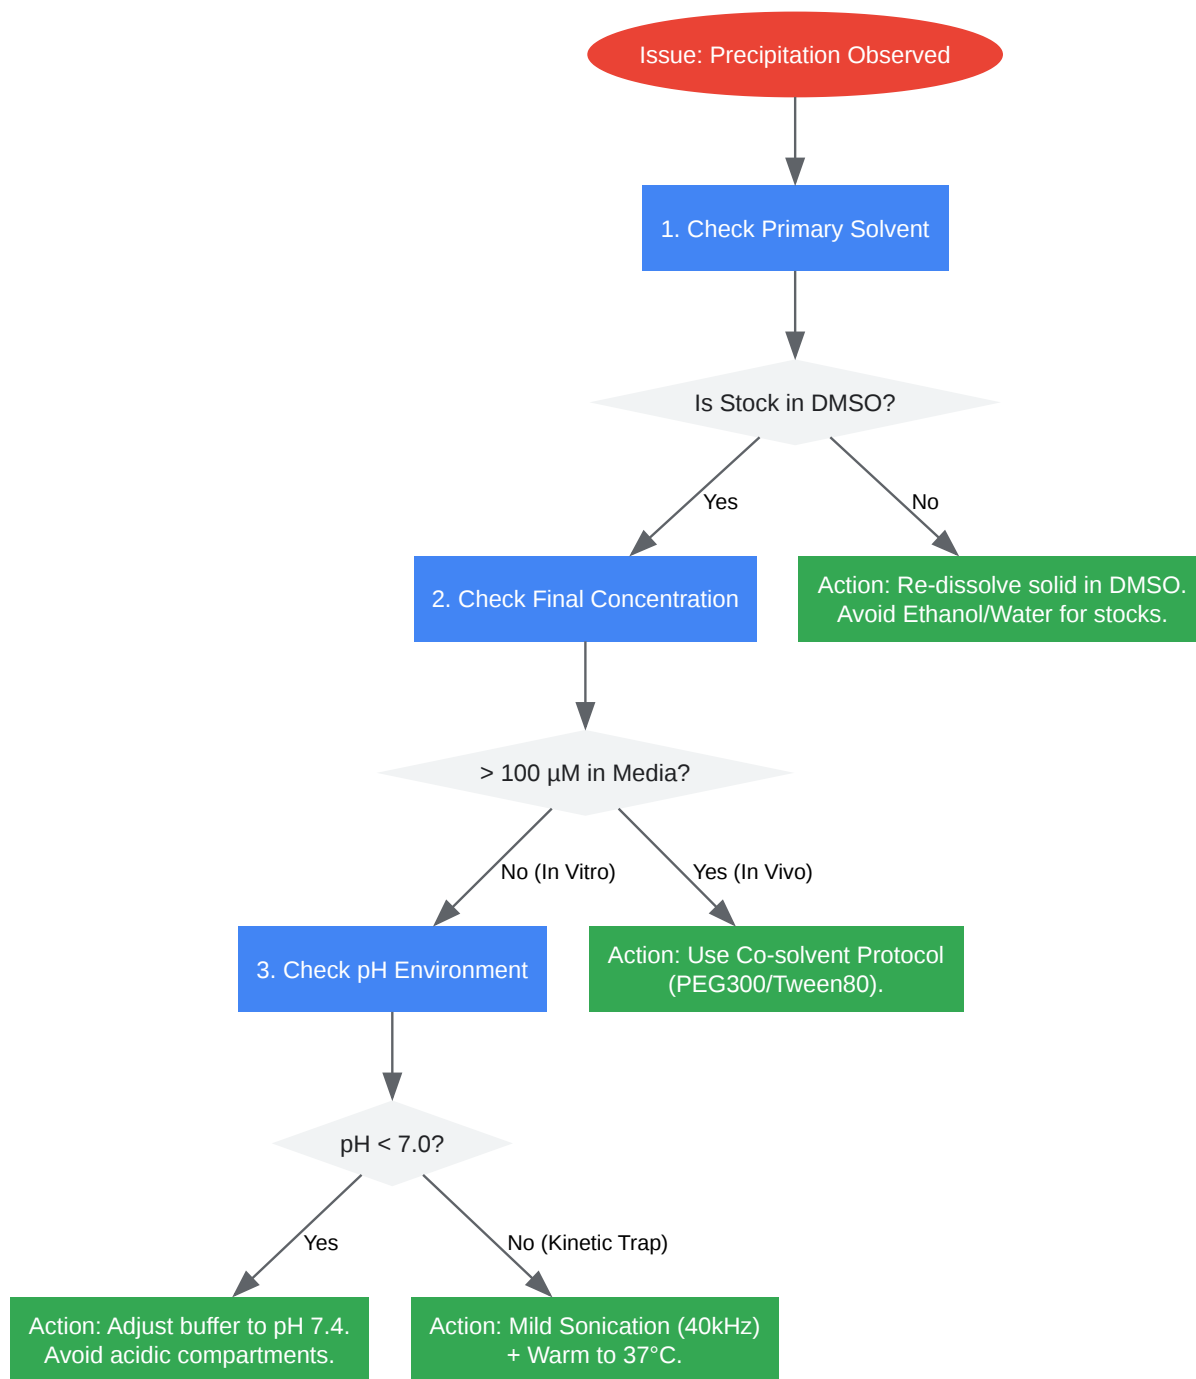 Issue: Precipitation Observed
1. Check Primary Solvent
Is Stock in DMSO?
Yes
No
2. Check Final Concentration
Action: Re-dissolve solid in DMSO.
Avoid Ethanol/Water for stocks.
> 100 µM in Media?
No (In Vitro)
Yes (In Vivo)
3. Check pH Environment
Action: Use Co-solvent Protocol
(PEG300/Tween80).
pH < 7.0?
Yes
No (Kinetic Trap)
Action: Adjust buffer to pH 7.4.
Avoid acidic compartments.
Action: Mild Sonication (40kHz)
+ Warm to 37°C.